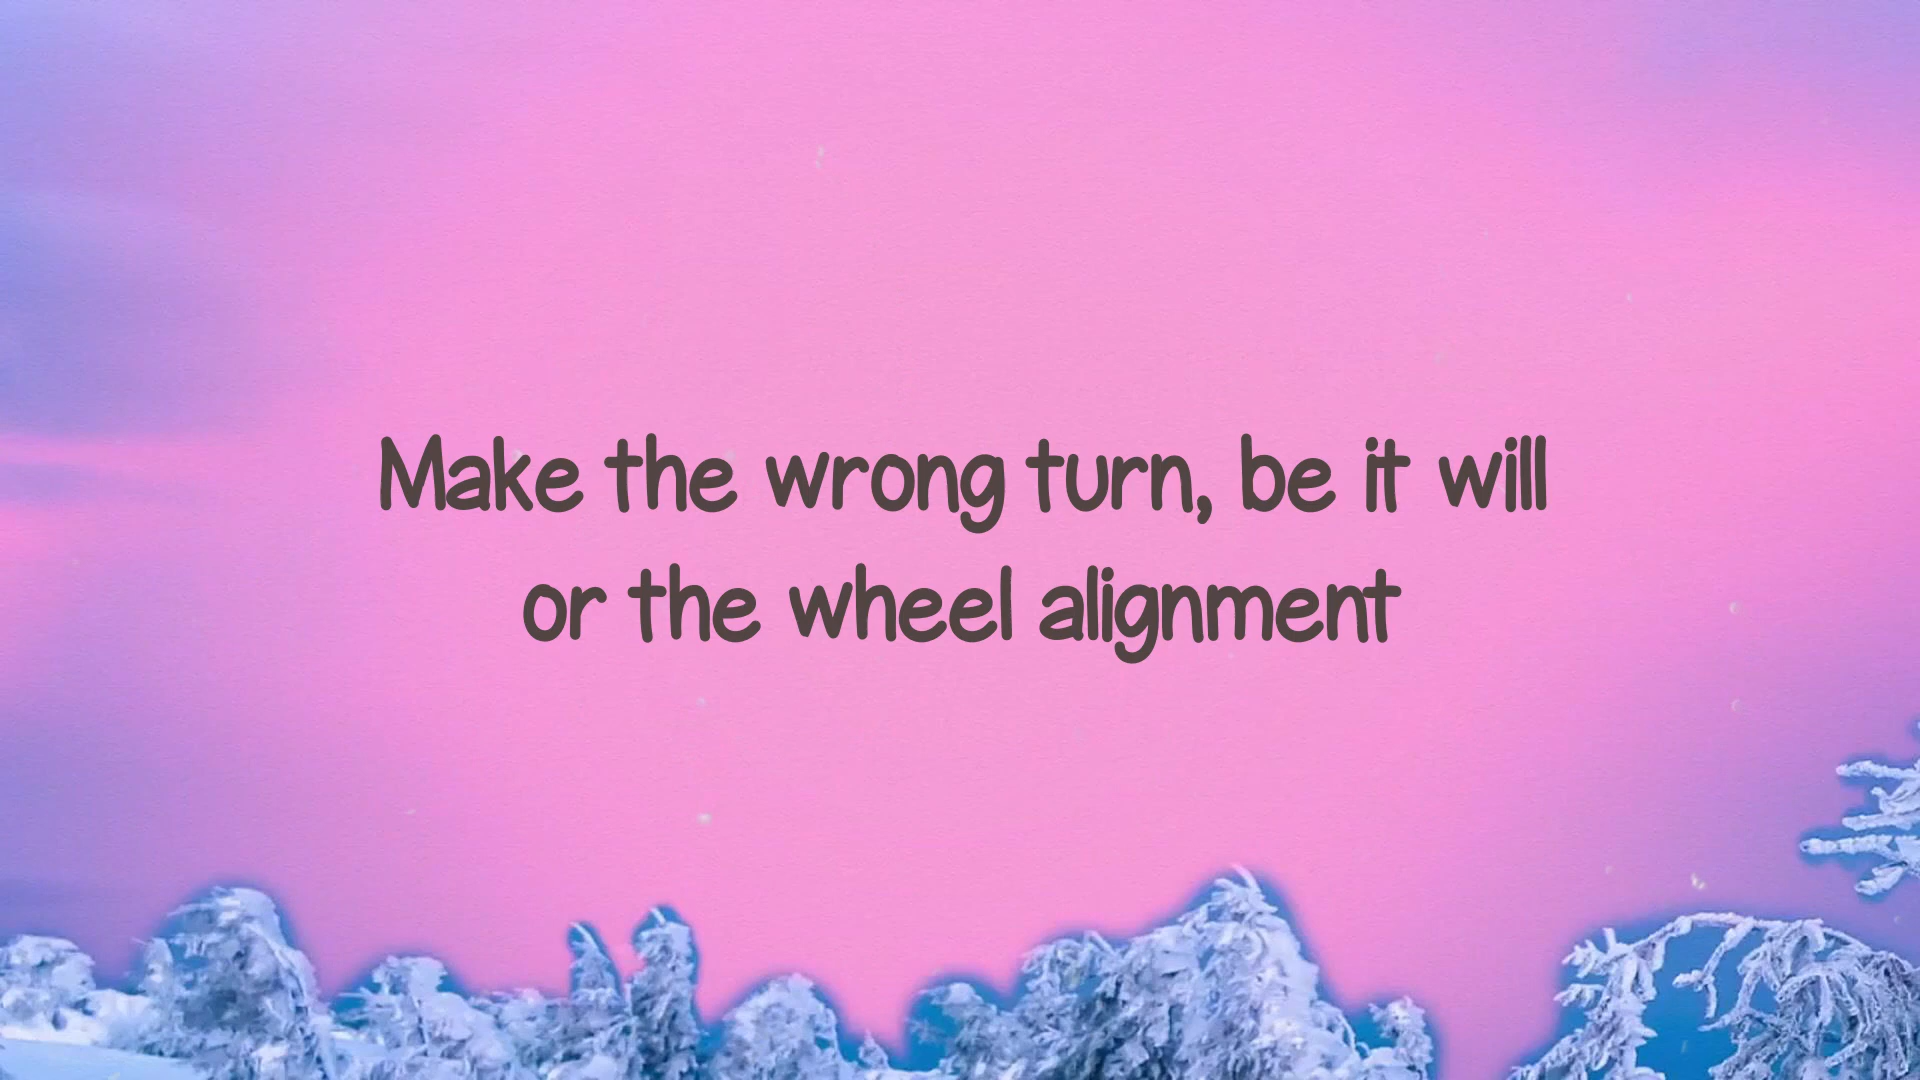 Make the wrong turn, be it will
or the wheel alignment